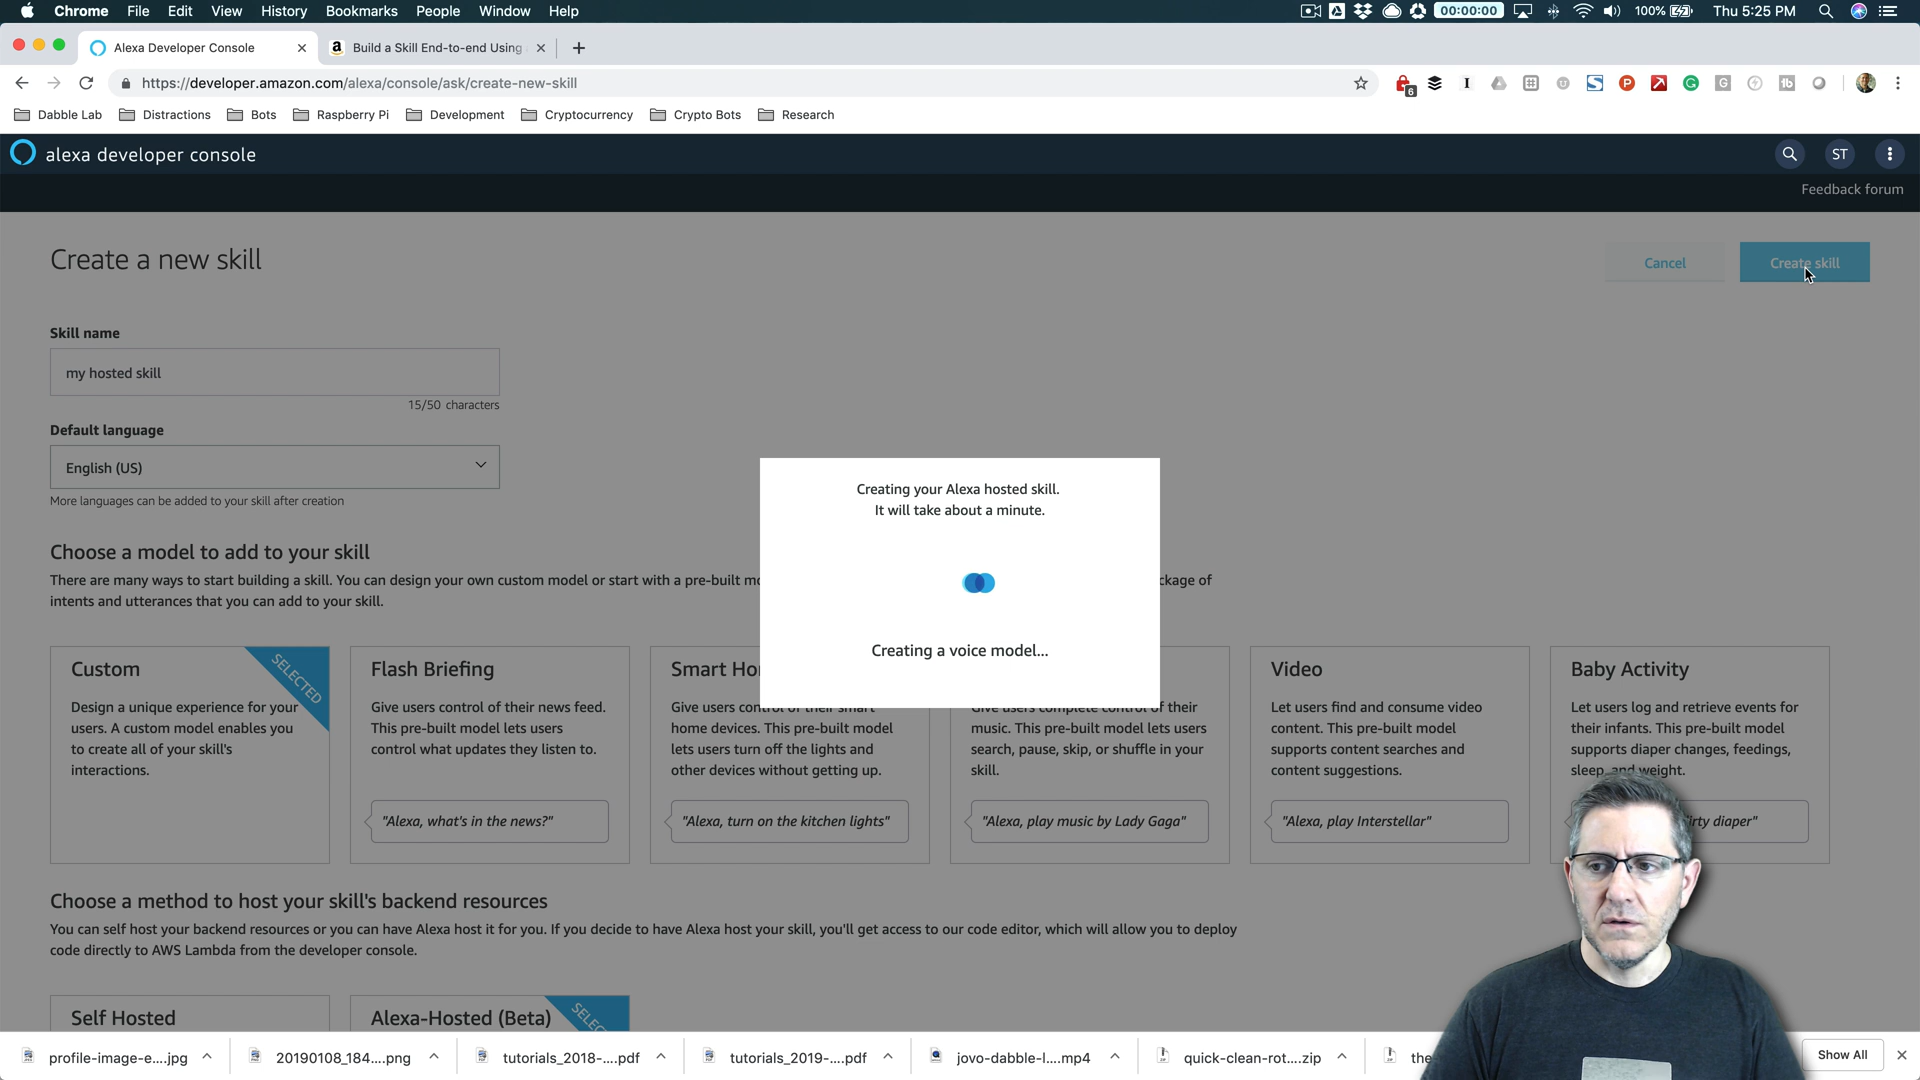 Chrome File Edit View History Bookmarks People Window Help
00:00:00 100% Thu 5:25 PM
Alexa Developer Console
Build a Skill End-to-end Using
https://developer.amazon.com/alexa/console/ask/create-new-skill
6
Dabble Lab Distractions Bots Raspberry Pi Development Cryptocurrency Crypto Bots Research
alexa developer console
ST
Feedback forum
Create a new skill
Cancel
Create skill
Skill name
my hosted skill
15/50 characters
Default language
English (US)
More languages can be added to your skill after creation
Creating your Alexa hosted skill.
It will take about a minute.
Creating a voice model...
Choose a model to add to your skill
There are many ways to start building a skill. You can design your own custom model or start with a pre-built mo
ckage of
intents and utterances that you can add to your skill.
Custom
SELECTED
Design a unique experience for your
users. A custom model enables you
to create all of your skill's
interactions.
Flash Briefing
Give users control of their news feed.
This pre-built model lets users
control what updates they listen to.
"Alexa, what's in the news?"
Smart Ho
Give users control of their smart
home devices. This pre-built model
lets users turn off the lights and
other devices without getting up.
"Alexa, turn on the kitchen lights"
Give users complete control of their
music. This pre-built model lets users
search, pause, skip, or shuffle in your
skill.
"Alexa, play music by Lady Gaga"
Video
Let users find and consume video
content. This pre-built model
supports content searches and
content suggestions.
"Alexa, play Interstellar"
Baby Activity
Let users log and retrieve events for
their infants. This pre-built model
supports diaper changes, feedings,
sleep, and weight.
dirty diaper"
Choose a method to host your skill's backend resources
You can self host your backend resources or you can have Alexa host it for you. If you decide to have Alexa host your skill, you'll get access to our code editor, which will allow you to deploy
code directly to AWS Lambda from the developer console.
Self Hosted
Alexa-Hosted (Beta)
SELEC
profile-image-e....jpg
20190108_184....png
tutorials_2018-....pdf
tutorials_2019-....pdf
jovo-dabble-l....mp4
quick-clean-rot....zip
the
Show All